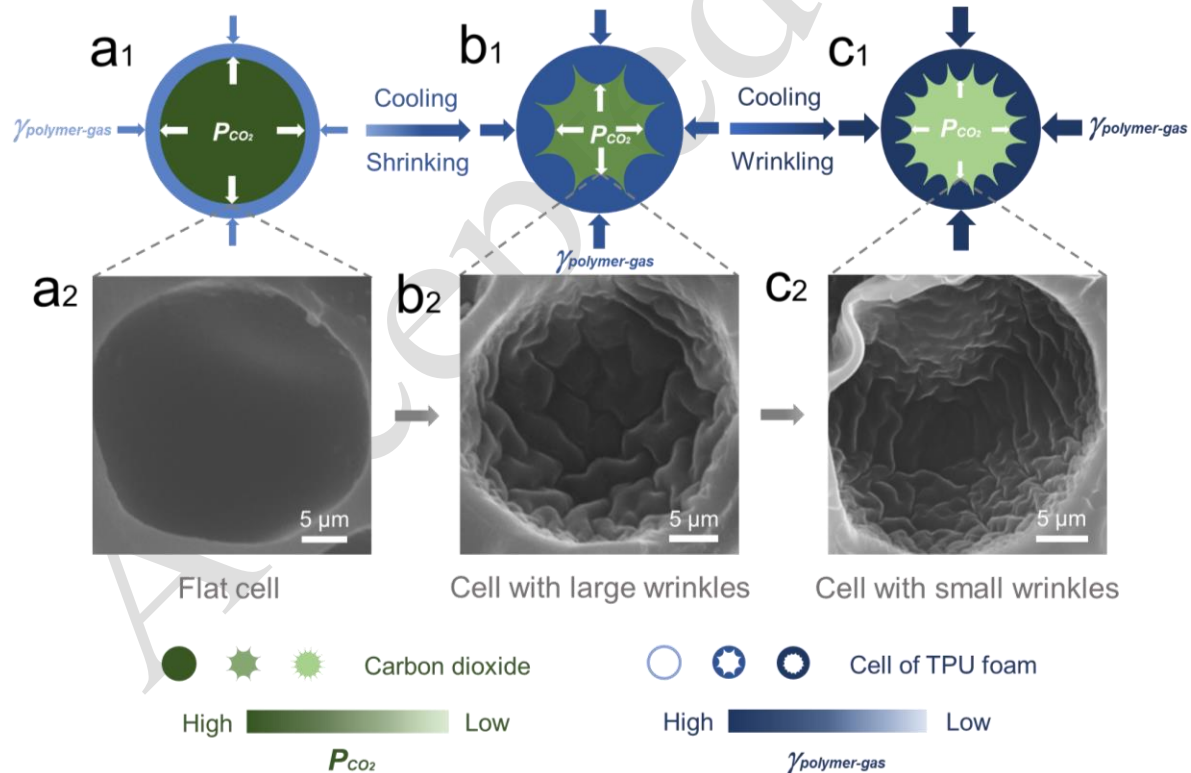 a1
b1
c1
γpolymer-gas
PCO₂
Cooling
Shrinking
PCO₂
Cooling
Wrinkling
PCO₂
γpolymer-gas
γpolymer-gas
a2
b2
c2
5 μm
5 μm
5 μm
Flat cell
Cell with large wrinkles
Cell with small wrinkles
Carbon dioxide
Cell of TPU foam
High
Low
High
Low
PCO₂
γpolymer-gas